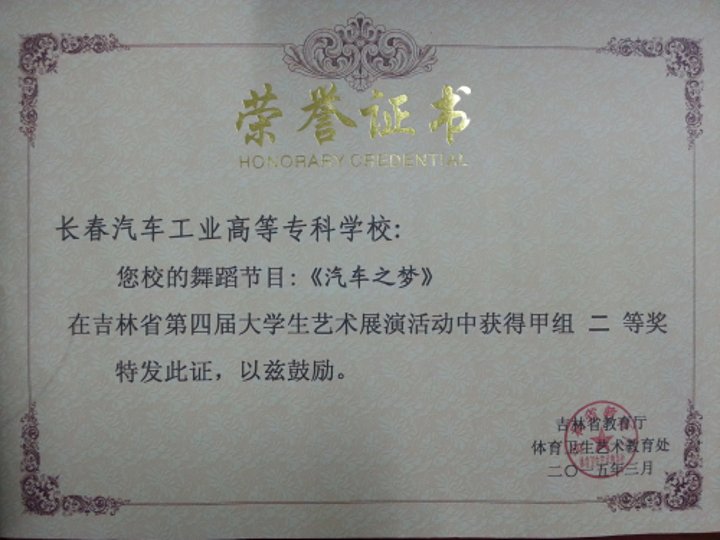 荣誉证书
HONORARY CREDENTIAL
长春汽车工业高等专科学校:
您校的舞蹈节目:《汽车之梦》
在吉林省第四届大学生艺术展演活动中获得甲组 二 等奖
特发此证，以兹鼓励。
吉林省教育厅
体育卫生艺术教育处
二〇一五年三月